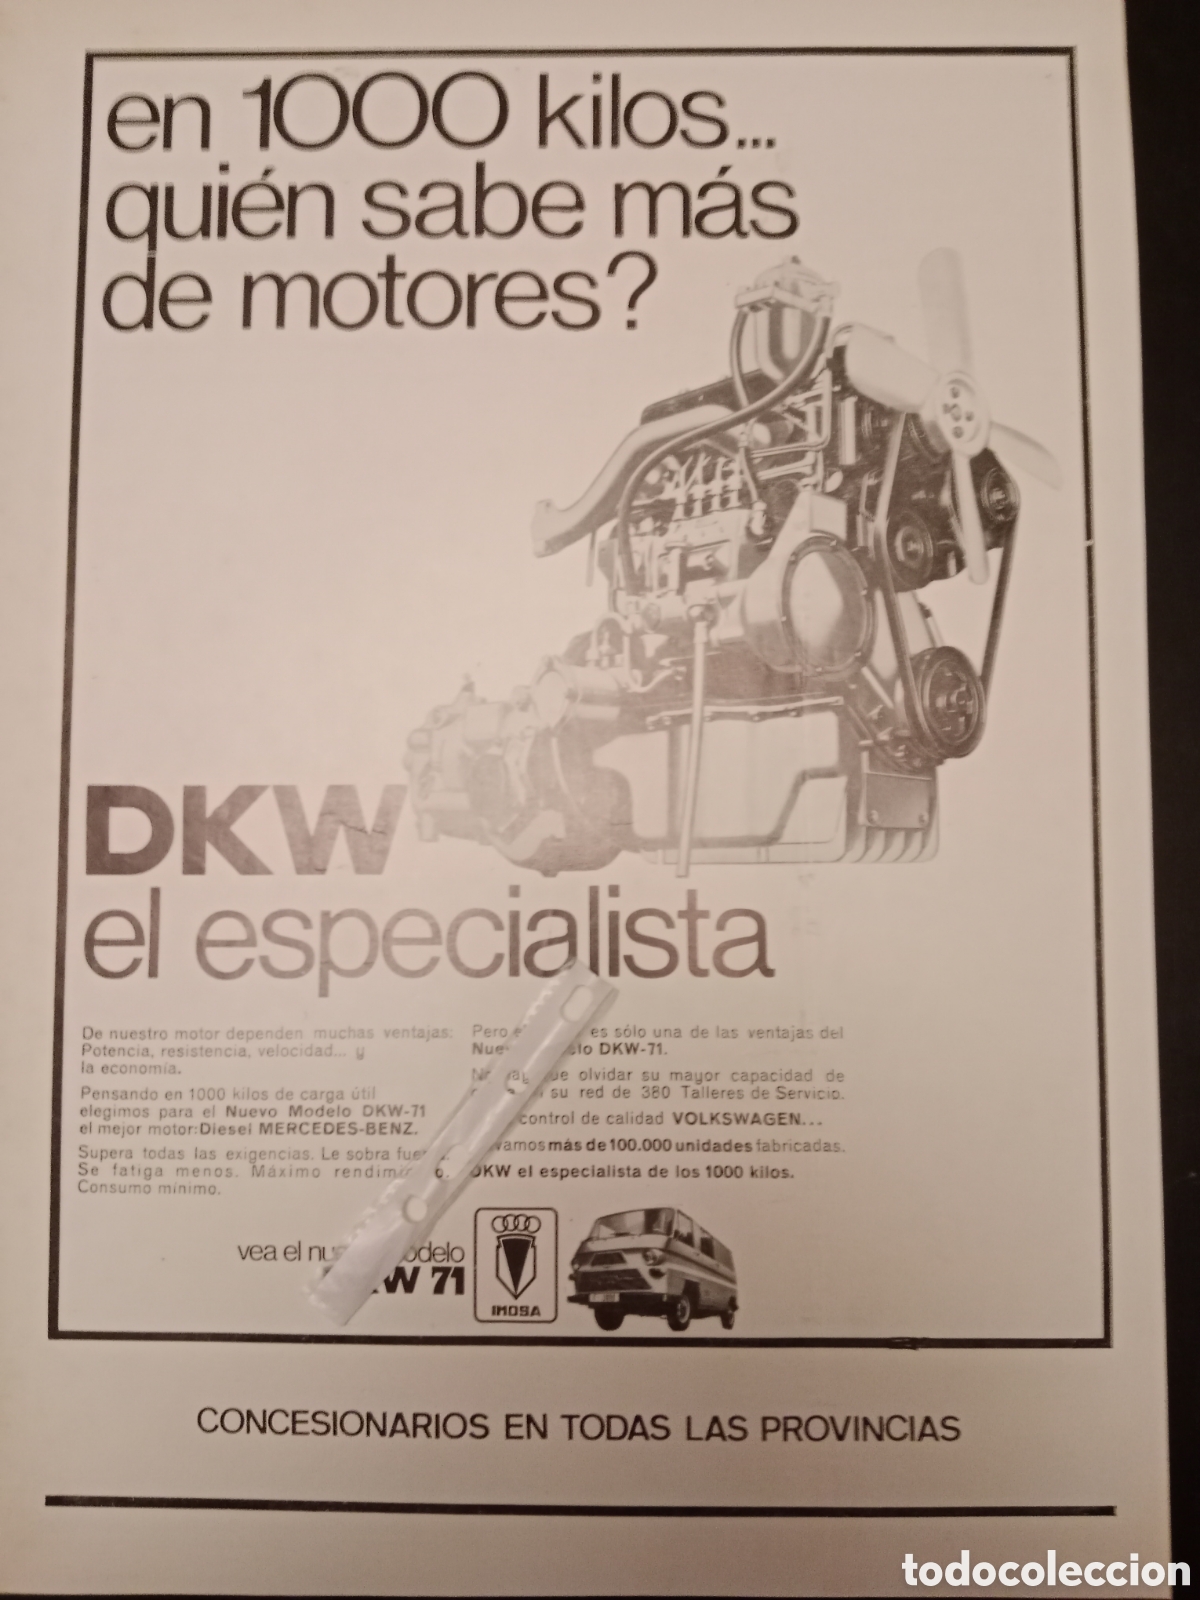 en 1000 kilos...
quién sabe más
de motores?
DKW
el especialista
De nuestro motor dependen muchas ventajas:
Potencia, resistencia, velocidad... y
la economía.
Pensando en 1000 kilos de carga útil
elegimos para el Nuevo Modelo DKW-71
el mejor motor:Diesel MERCEDES-BENZ.
Supera todas las exigencias. Le sobra
Se fatiga menos. Máximo
Consumo mínimo.
Pero es sólo una de las ventajas del
DKW-71.
olvidar su mayor capacidad de
su red de 380 Talleres de Servicio.
control de calidad VOLKSWAGEN...
más de 100.000 unidades fabricadas.
DKW el especialista de los 1000 kilos.
vea el
71
IMOSA
CONCESIONARIOS EN TODAS LAS PROVINCIAS
todocoleccion